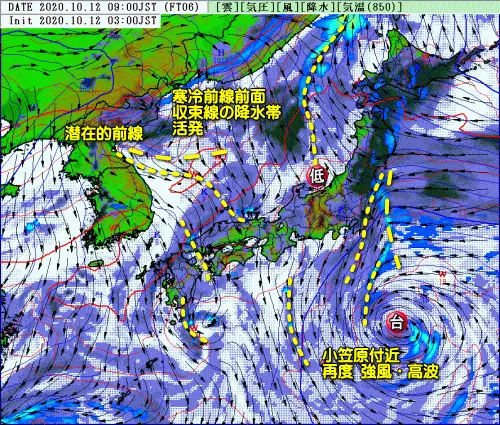 DATE 2020.10.12 09:00JST (FT06) [雲][気圧][風][降水][気温(850)]
Init 2020.10.12 03:00JST
寒冷前線前面
収束線の降水帯
活発
潜在的前線
低
台
小笠原付近
再度 強風・高波